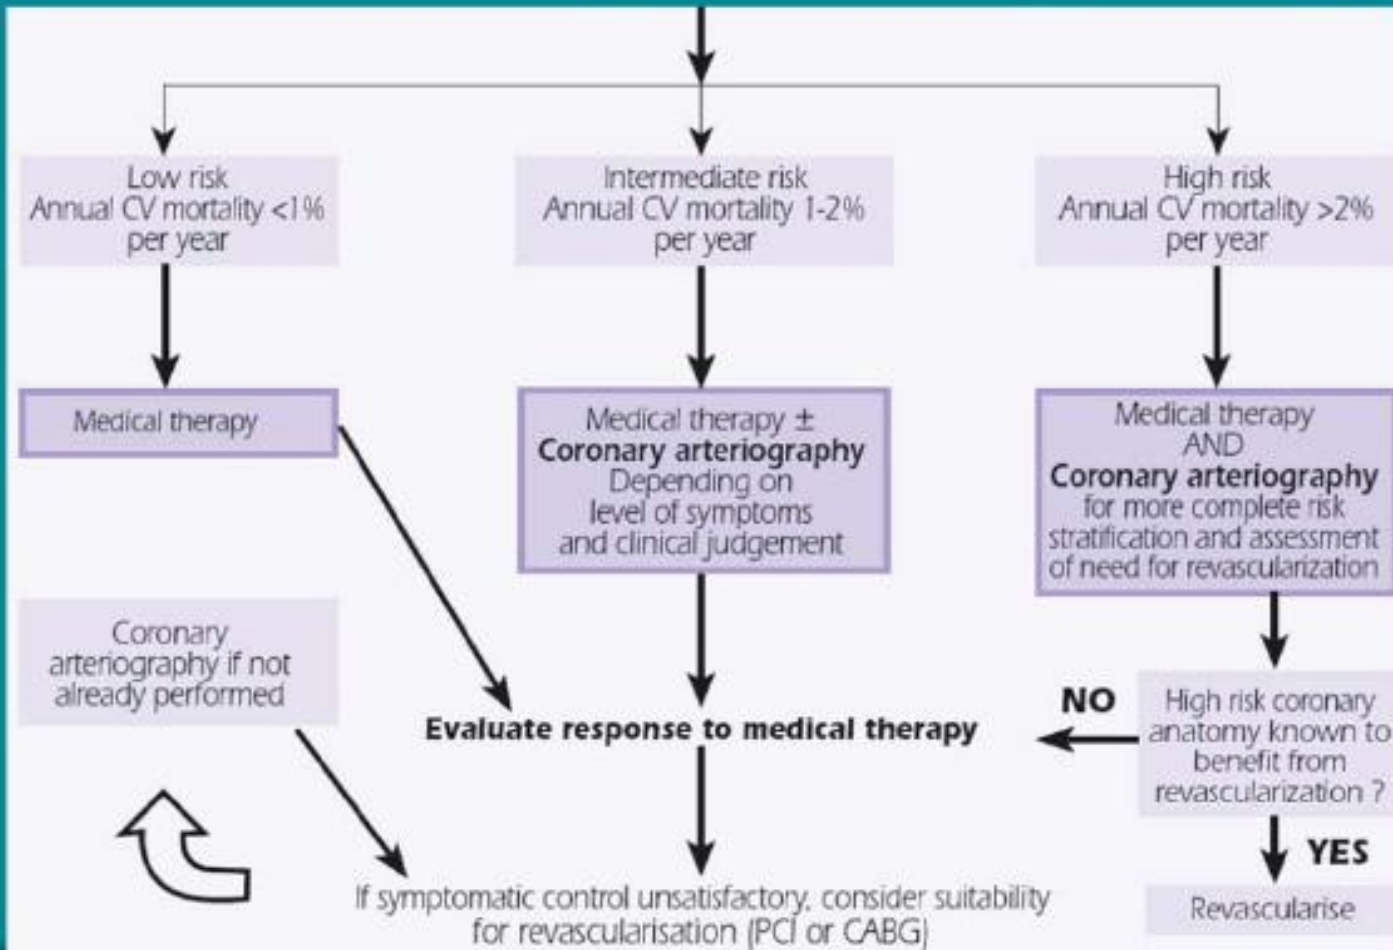 Low risk
Annual CV mortality <1%
per year
Intermediate risk
Annual CV mortality 1-2%
per year
High risk
Annual CV mortality >2%
per year
Medical therapy
Medical therapy ±
Coronary arteriography
Depending on
level of symptoms
and clinical judgement
Medical therapy
AND
Coronary arteriography
for more complete risk
stratification and assessment
of need for revascularization
Coronary
arteriography if not
already performed
Evaluate response to medical therapy
NO
High risk coronary
anatomy known to
benefit from
revascularization ?
YES
If symptomatic control unsatisfactory, consider suitability
for revascularisation (PCI or CABG)
Revascularise